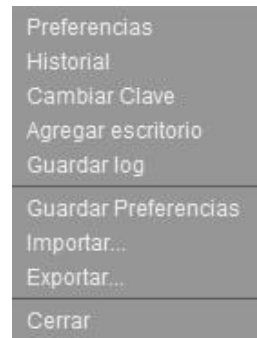 Preferencias
Historial
Cambiar Clave
Agregar escritorio
Guardar log
Guardar Preferencias
Importar...
Exportar...
Cerrar